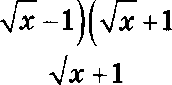 √x − 1)(√x + 1
√x + 1